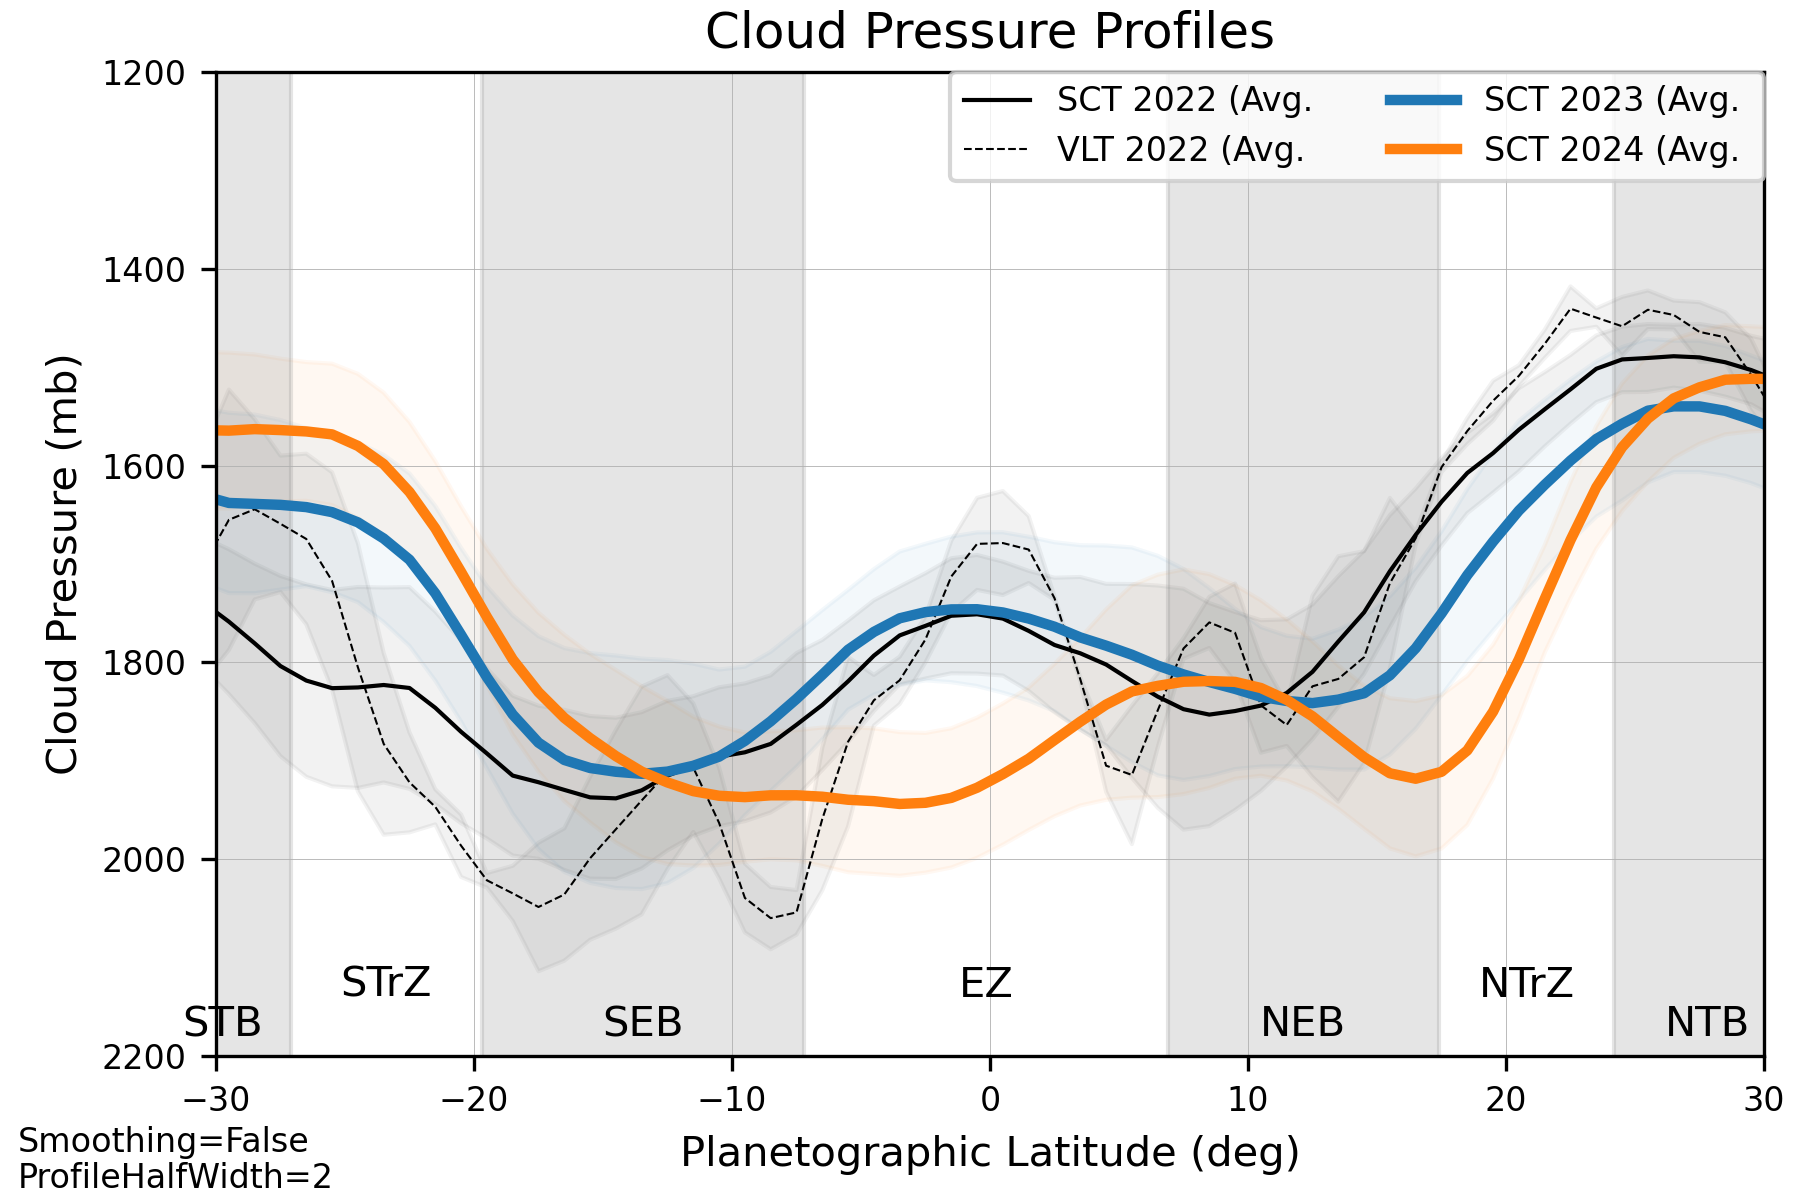 Cloud Pressure Profiles
SCT 2022 (Avg.
VLT 2022 (Avg.
SCT 2023 (Avg.
SCT 2024 (Avg.
1200
1400
1600
1800
2000
2200
Cloud Pressure (mb)
STB
STrZ
SEB
EZ
NEB
NTrZ
NTB
−30
−20
−10
0
10
20
30
Planetographic Latitude (deg)
Smoothing=False
ProfileHalfWidth=2